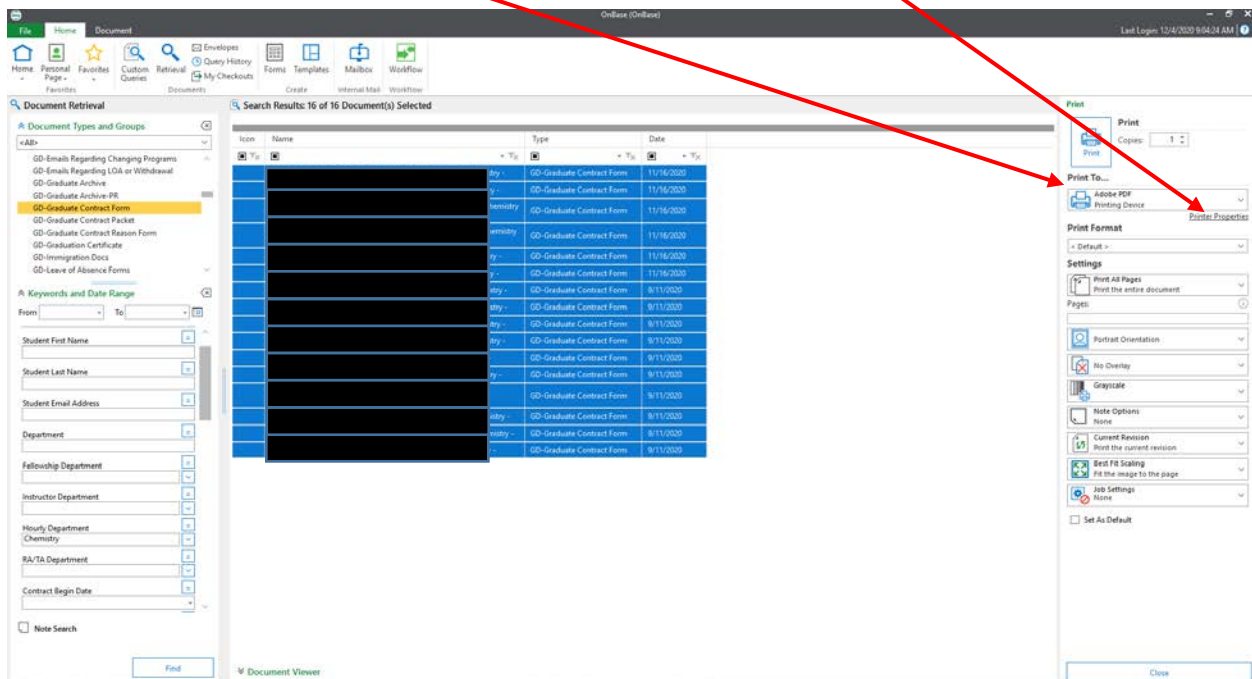 OnBase (OnBase)
File Home Document
Last Login: 12/4/2020 9:04:24 AM
Home Personal Page Favorites Custom Queries Retrieval Envelopes Query History My Checkouts Forms Templates Mailbox Workflow
Favorites Documents Create Internal Mail Workflow
Document Retrieval
Document Types and Groups
<All>
GD-Emails Regarding Changing Programs
GD-Emails Regarding LOA or Withdrawal
GD-Graduate Archive
GD-Graduate Archive-PR
GD-Graduate Contract Form
GD-Graduate Contract Packet
GD-Graduate Contract Reason Form
GD-Graduation Certificate
GD-Immigration Docs
GD-Leave of Absence Forms
Keywords and Date Range
From To
Student First Name
Student Last Name
Student Email Address
Department
Fellowship Department
Instructor Department
Hourly Department
Chemistry
RA/TA Department
Contract Begin Date
Note Search
Find
Search Results: 16 of 16 Document(s) Selected
Icon Name Type Date
GD-Graduate Contract Form 11/16/2020
GD-Graduate Contract Form 11/16/2020
GD-Graduate Contract Form 11/16/2020
GD-Graduate Contract Form 11/16/2020
GD-Graduate Contract Form 11/16/2020
GD-Graduate Contract Form 11/16/2020
GD-Graduate Contract Form 9/11/2020
GD-Graduate Contract Form 9/11/2020
GD-Graduate Contract Form 9/11/2020
GD-Graduate Contract Form 9/11/2020
GD-Graduate Contract Form 9/11/2020
GD-Graduate Contract Form 9/11/2020
GD-Graduate Contract Form 9/11/2020
GD-Graduate Contract Form 9/11/2020
GD-Graduate Contract Form 9/11/2020
GD-Graduate Contract Form 9/11/2020
Document Viewer
Print
Print
Copies: 1
Print
Print To...
Adobe PDF
Printing Device
Printer Properties
Print Format
< Default >
Settings
Print All Pages
Print the entire document
Pages:
Portrait Orientation
No Overlay
Grayscale
Note Options
None
Current Revision
Print the current revision
Best Fit Scaling
Fit the image to the page
Job Settings
None
Set As Default
Close